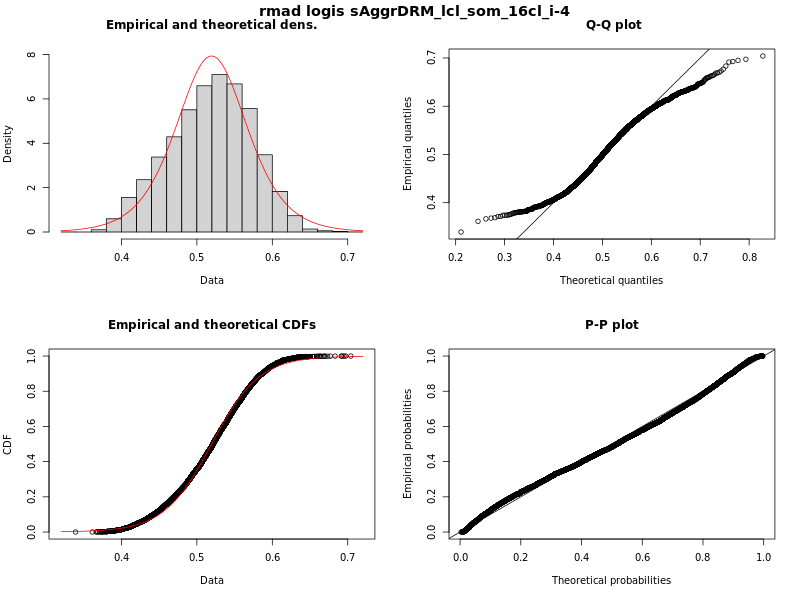 rmad logis sAggrDRM_lcl_som_16cl_i-4
Empirical and theoretical dens.
Density
0 2 4 6 8
0.4 0.5 0.6 0.7
Data
Q-Q plot
Empirical quantiles
0.4 0.5 0.6 0.7
0.2 0.3 0.4 0.5 0.6 0.7 0.8
Theoretical quantiles
Empirical and theoretical CDFs
CDF
0.0 0.2 0.4 0.6 0.8 1.0
0.4 0.5 0.6 0.7
Data
P-P plot
Empirical probabilities
0.0 0.2 0.4 0.6 0.8 1.0
0.0 0.2 0.4 0.6 0.8 1.0
Theoretical probabilities